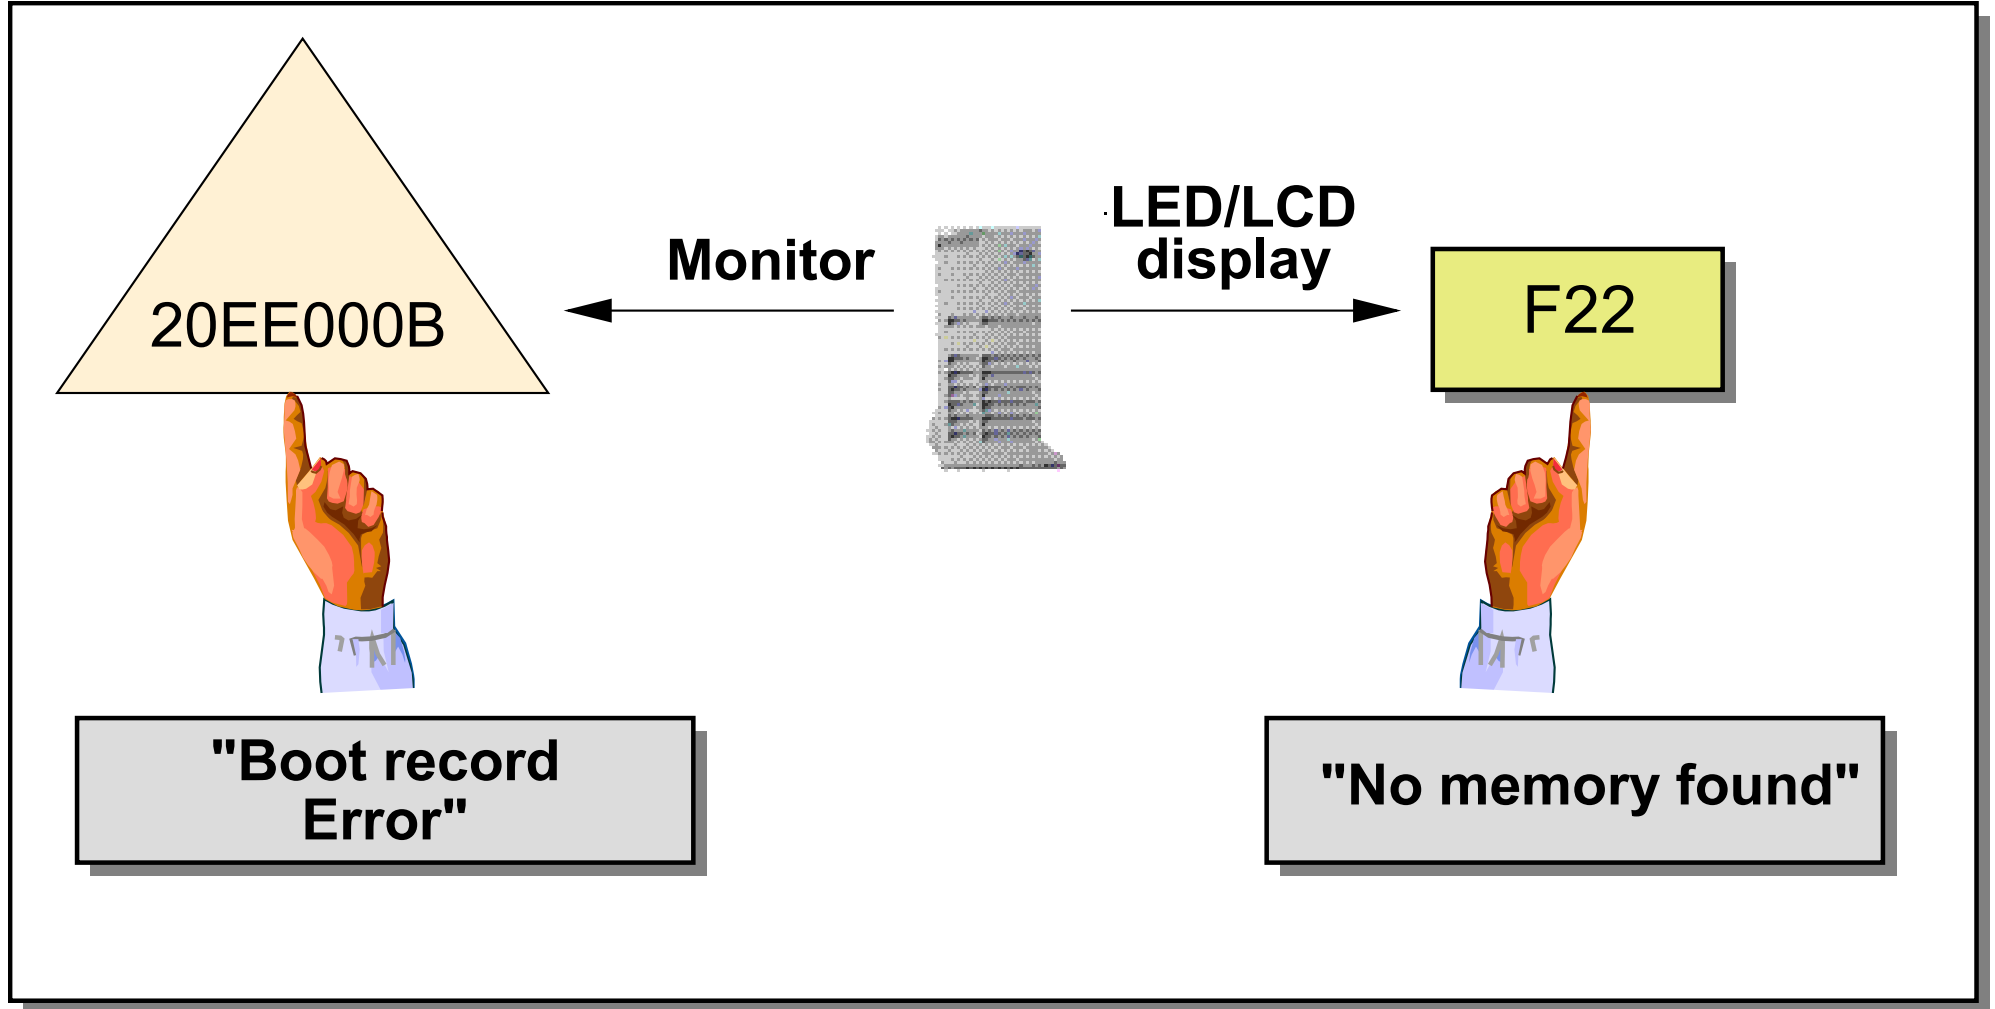 20EE000B
Monitor
LED/LCD
display
F22
"Boot record
Error"
"No memory found"